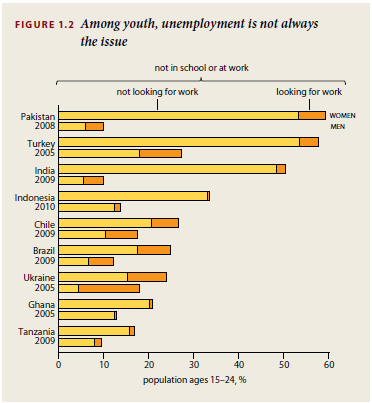 FIGURE 1.2 Among youth, unemployment is not always
the issue
not in school or at work
not looking for work looking for work
Pakistan WOMEN
2008 MEN
Turkey
2005
India
2009
Indonesia
2010
Chile
2009
Brazil
2009
Ukraine
2005
Ghana
2005
Tanzania
2009
0 10 20 30 40 50 60
population ages 15–24, %